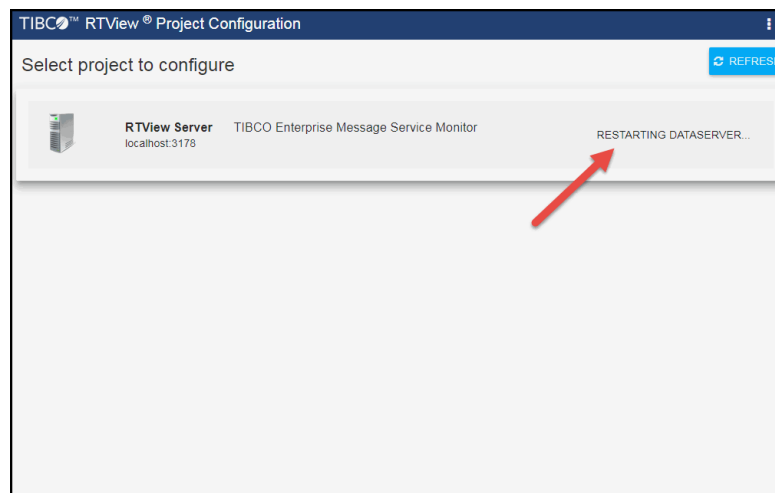 TIBCO™ RTView ® Project Configuration
Select project to configure
REFRES
RTView Server TIBCO Enterprise Message Service Monitor
localhost:3178
RESTARTING DATASERVER...